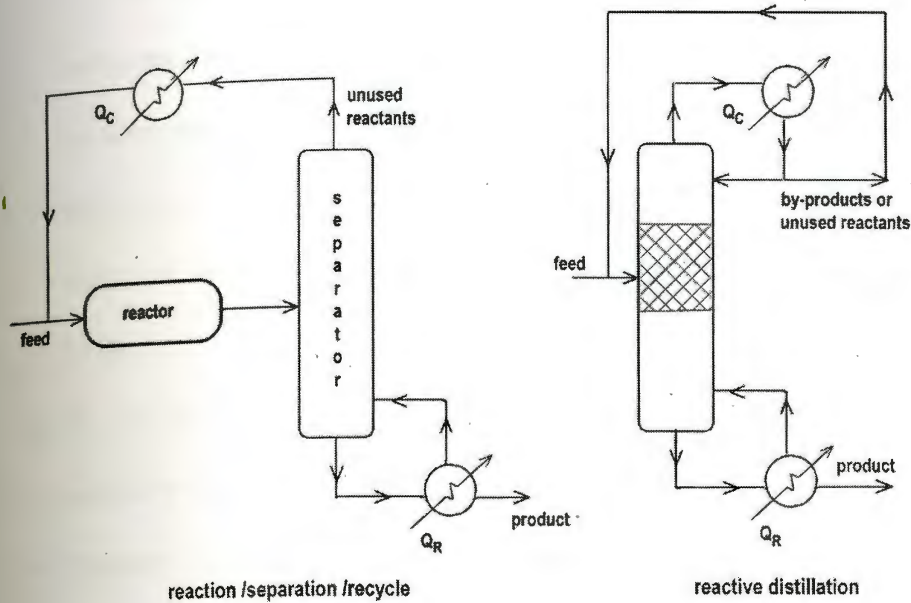 unused
reactants
Q_C
separator
reactor
feed
Q_R
product
reaction /separation /recycle
Q_C
by-products or
unused reactants
feed
product
Q_R
reactive distillation